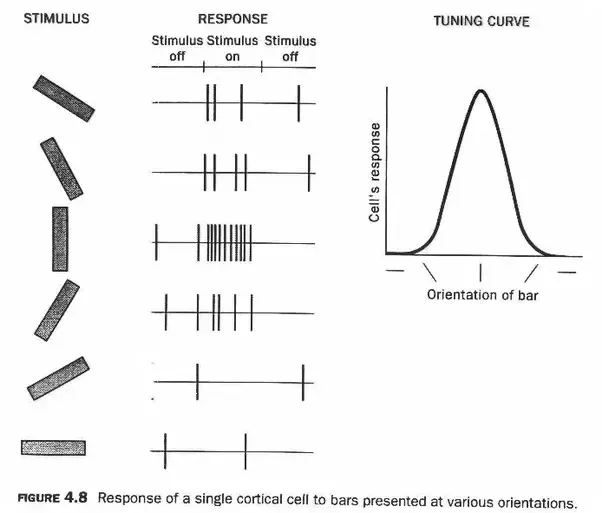 STIMULUS
RESPONSE
TUNING CURVE
Stimulus Stimulus Stimulus
off on off
Cell's response
Orientation of bar
FIGURE 4.8 Response of a single cortical cell to bars presented at various orientations.